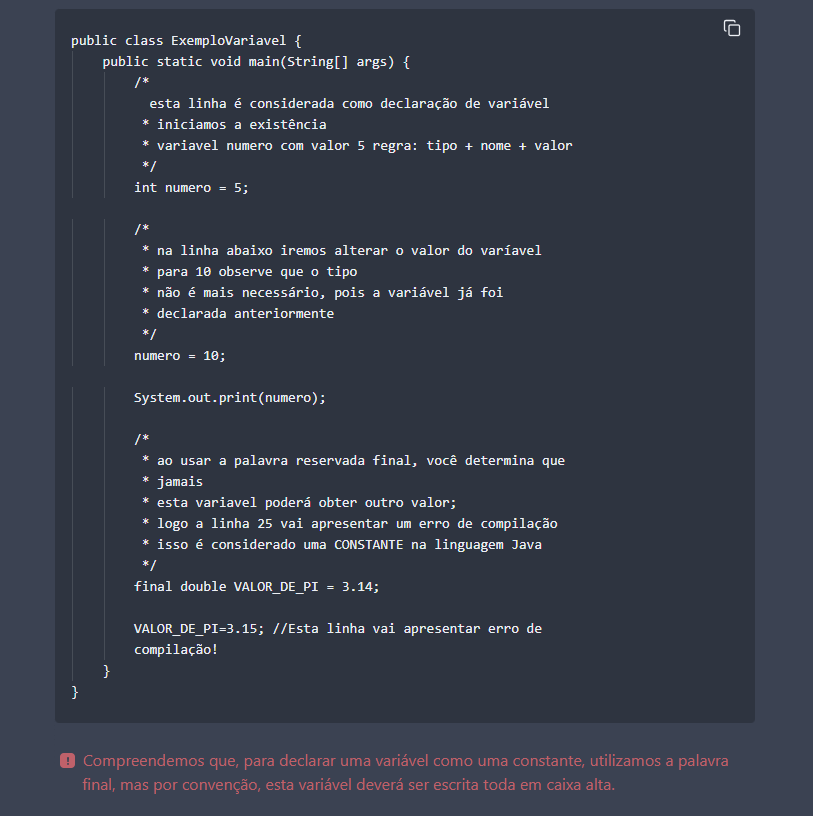 public class ExemploVariavel {
public static void main(String[] args) {
/*
esta linha é considerada como declaração de variável
* iniciamos a existência
* variavel numero com valor 5 regra: tipo + nome + valor
*/
int numero = 5;
/*
* na linha abaixo iremos alterar o valor do varíavel
* para 10 observe que o tipo
* não é mais necessário, pois a variável já foi
* declarada anteriormente
*/
numero = 10;
System.out.print(numero);
/*
* ao usar a palavra reservada final, você determina que
* jamais
* esta variavel poderá obter outro valor;
* logo a linha 25 vai apresentar um erro de compilação
* isso é considerado uma CONSTANTE na linguagem Java
*/
final double VALOR_DE_PI = 3.14;
VALOR_DE_PI=3.15; //Esta linha vai apresentar erro de
compilação!
}
}
Compreendemos que, para declarar uma variável como uma constante, utilizamos a palavra
final, mas por convenção, esta variável deverá ser escrita toda em caixa alta.